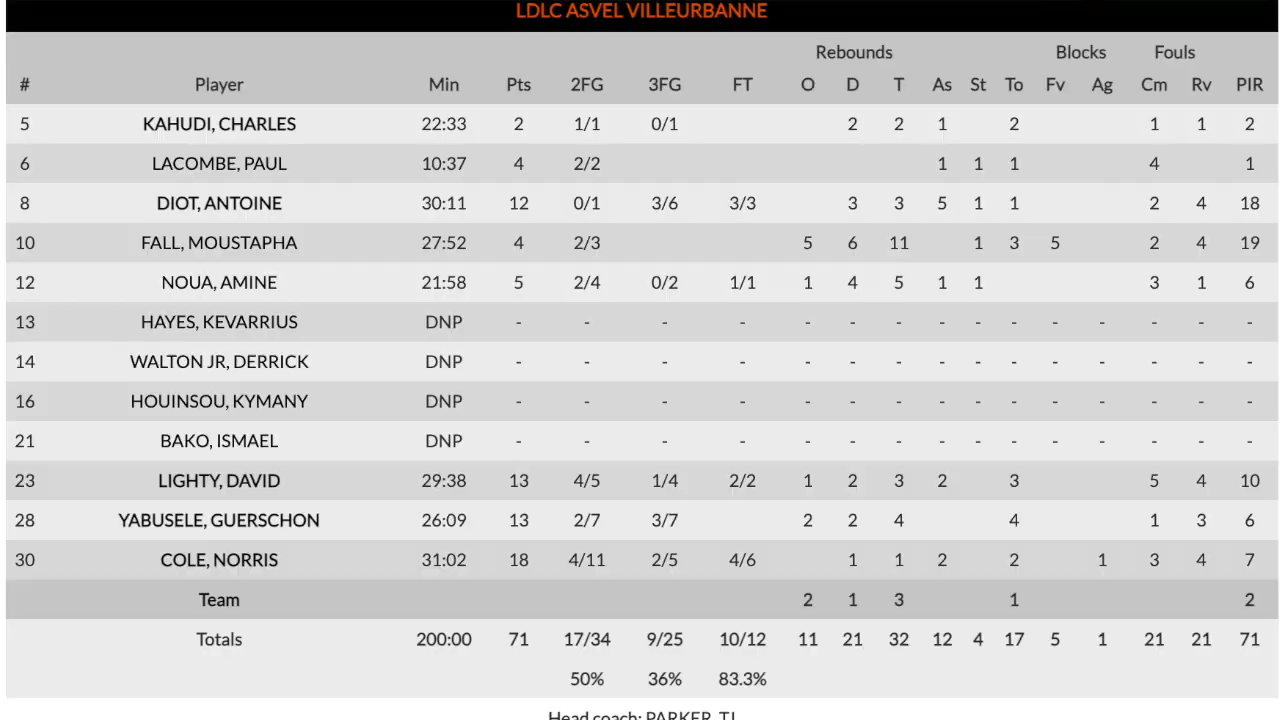 LDLC ASVEL VILLEURBANNE
Rebounds Blocks Fouls
# Player Min Pts 2FG 3FG FT O D T As St To Fv Ag Cm Rv PIR
5 KAHUDI, CHARLES 22:33 2 1/1 0/1 2 2 1 2 1 1 2
6 LACOMBE, PAUL 10:37 4 2/2 1 1 1 4 1
8 DIOT, ANTOINE 30:11 12 0/1 3/6 3/3 3 3 5 1 1 2 4 18
10 FALL, MOUSTAPHA 27:52 4 2/3 5 6 11 1 3 5 2 4 19
12 NOUA, AMINE 21:58 5 2/4 0/2 1/1 1 4 5 1 1 3 1 6
13 HAYES, KEVARRIUS DNP - - - - - - - - - - - - - - -
14 WALTON JR, DERRICK DNP - - - - - - - - - - - - - - -
16 HOUINSOU, KYMANY DNP - - - - - - - - - - - - - - -
21 BAKO, ISMAEL DNP - - - - - - - - - - - - - - -
23 LIGHTY, DAVID 29:38 13 4/5 1/4 2/2 1 2 3 2 3 5 4 10
28 YABUSELE, GUERSCHON 26:09 13 2/7 3/7 2 2 4 4 1 3 6
30 COLE, NORRIS 31:02 18 4/11 2/5 4/6 1 1 2 2 1 3 4 7
Team 2 1 3 1 2
Totals 200:00 71 17/34 9/25 10/12 11 21 32 12 4 17 5 1 21 21 71
50% 36% 83.3%
Head coach: PARKER, TJ